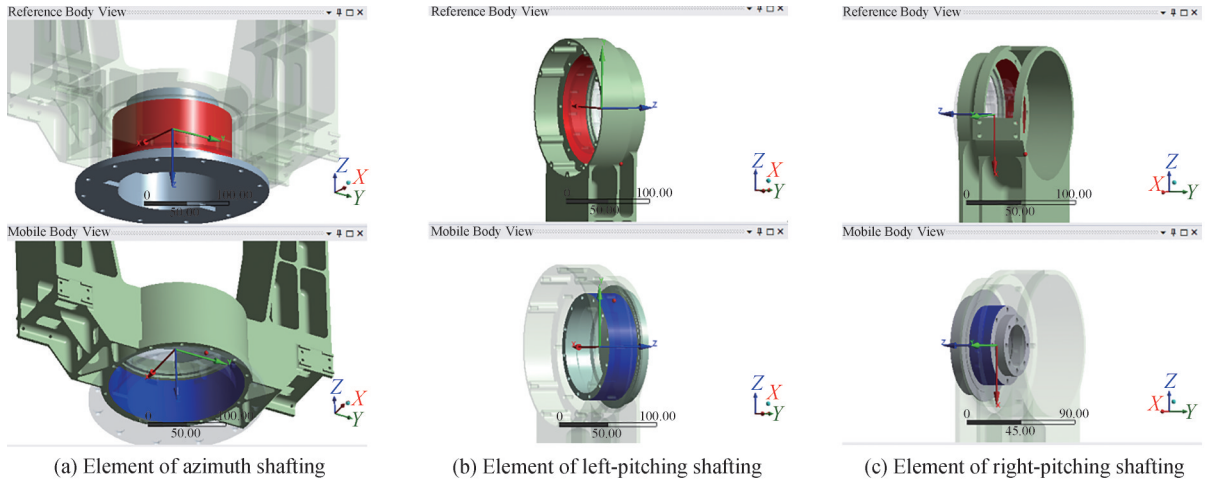 Reference Body View
Z
X
Y
z
0
100.00
50.00
Mobile Body View
Z
X
Y
0
100.00
50.00
(a) Element of azimuth shafting
Reference Body View
z
Z
Y
0
100.00
50.00
Mobile Body View
x
z
Z
Y
0
100.00
50.00
(b) Element of left-pitching shafting
Reference Body View
z
Z
X
Y
0
100.00
50.00
Mobile Body View
z
Z
X
Y
0
90.00
45.00
(c) Element of right-pitching shafting